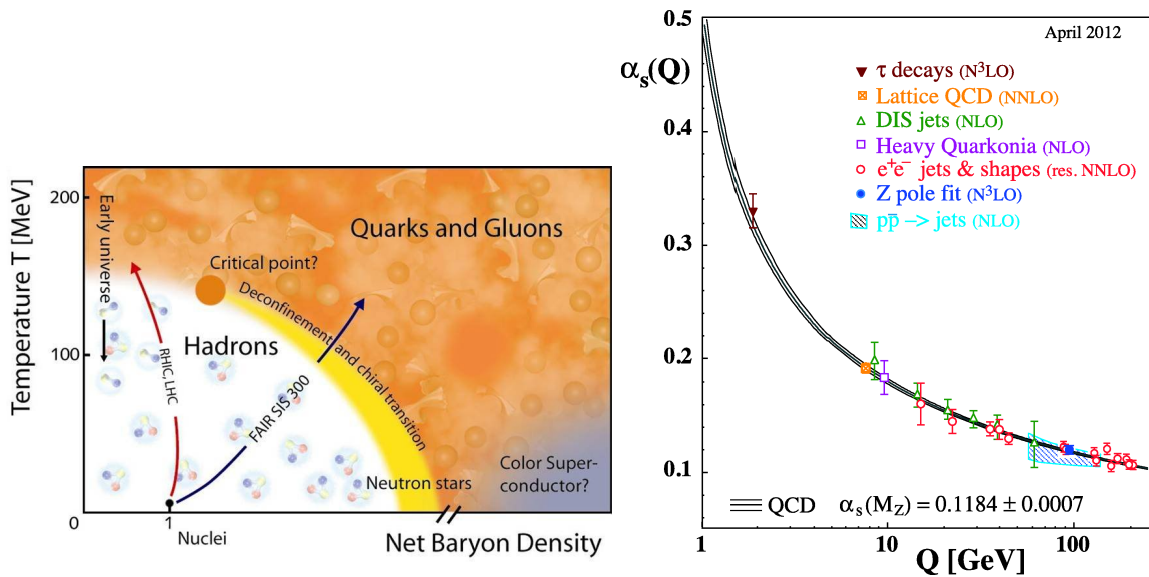 Temperature T [MeV]
200
100
0
Early universe
Critical point?
Quarks and Gluons
Deconfinement and chiral transition
Hadrons
RHIC, LHC
FAIR SIS 300
Neutron stars
Color Super-
conductor?
1
Nuclei
Net Baryon Density
April 2012
αs(Q)
0.5
0.4
0.3
0.2
0.1
τ decays (N³LO)
Lattice QCD (NNLO)
DIS jets (NLO)
Heavy Quarkonia (NLO)
e⁺e⁻ jets & shapes (res. NNLO)
Z pole fit (N³LO)
pp̅ –> jets (NLO)
QCD αs(MZ) = 0.1184 ± 0.0007
1 10 100
Q [GeV]